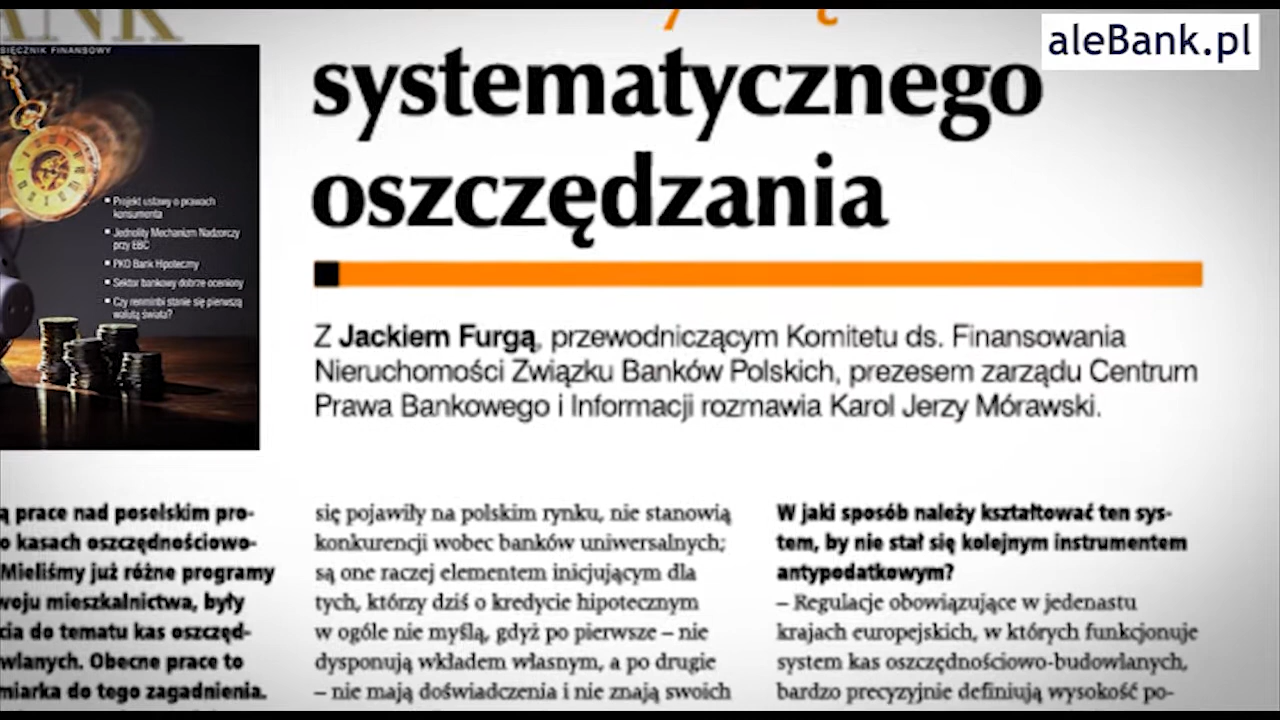 ANK
SIĘCZNIK FINANSOWY
Projekt ustawy o prawach
konsumenta
Jednolity Mechanizm Nadzorczy
przy EBC
PKO Bank Hipoteczny
Sektor bankowy dobrze oceniony
Czy renminbi stanie się pierwszą
walutą świata?
aleBank.pl
systematycznego
oszczędzania
Z Jackiem Furgą, przewodniczącym Komitetu ds. Finansowania
Nieruchomości Związku Banków Polskich, prezesem zarządu Centrum
Prawa Bankowego i Informacji rozmawia Karol Jerzy Mórawski.
ą prace nad poselskim pro-
o kasach oszczędnościowo-
Mieliśmy już różne programy
woju mieszkalnictwa, były
cia do tematu kas oszczęd-
wlanych. Obecne prace to
miarka do tego zagadnienia.
się pojawiły na polskim rynku, nie stanowią
konkurencji wobec banków uniwersalnych;
są one raczej elementem inicjującym dla
tych, którzy dziś o kredycie hipotecznym
w ogóle nie myślą, gdyż po pierwsze – nie
dysponują wkładem własnym, a po drugie
– nie mają doświadczenia i nie znają swoich
W jaki sposób należy kształtować ten sys-
tem, by nie stał się kolejnym instrumentem
antypodatkowym?
– Regulacje obowiązujące w jedenastu
krajach europejskich, w których funkcjonuje
system kas oszczędnościowo-budowlanych,
bardzo precyzyjnie definiują wysokość po-